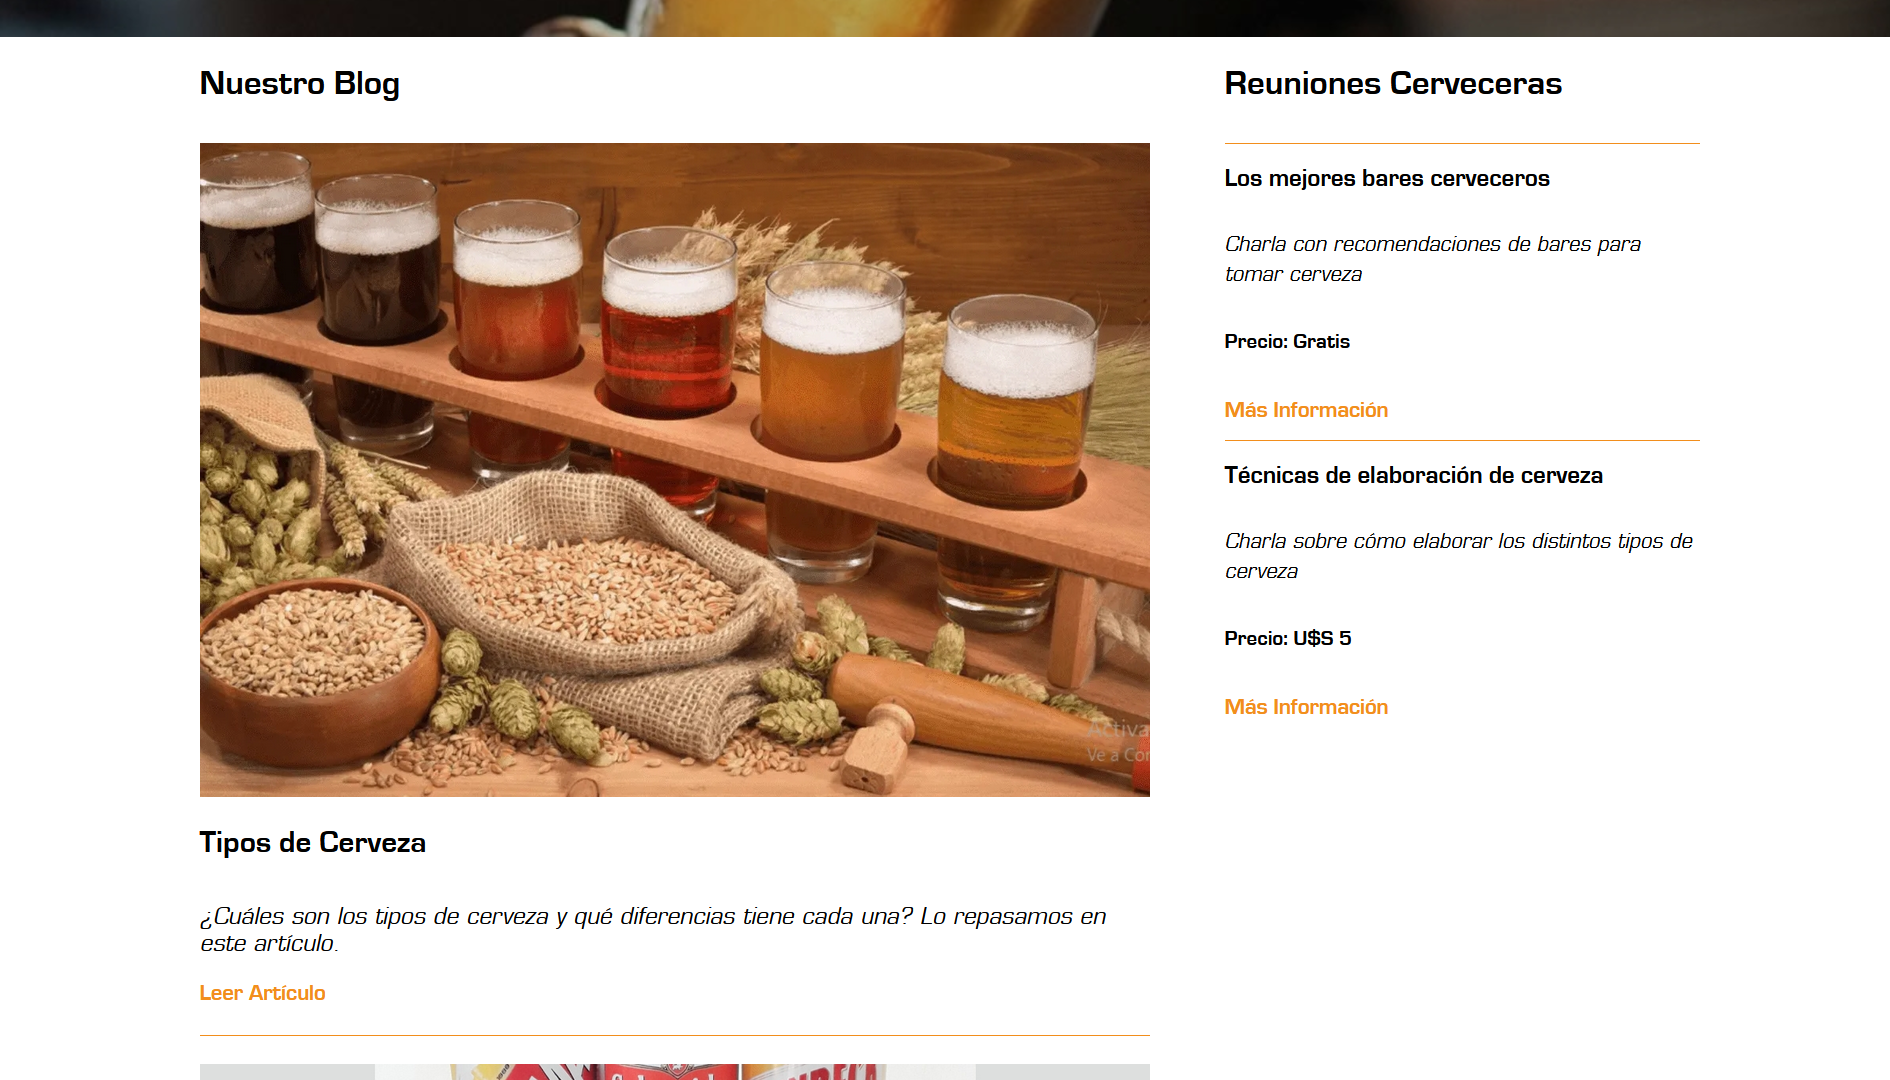 Nuestro Blog
Activa
Ve a Con
Tipos de Cerveza
¿Cuáles son los tipos de cerveza y qué diferencias tiene cada una? Lo repasamos en
este artículo.
Leer Artículo
Reuniones Cerveceras
Los mejores bares cerveceros
Charla con recomendaciones de bares para
tomar cerveza
Precio: Gratis
Más Información
Técnicas de elaboración de cerveza
Charla sobre cómo elaborar los distintos tipos de
cerveza
Precio: U$S 5
Más Información